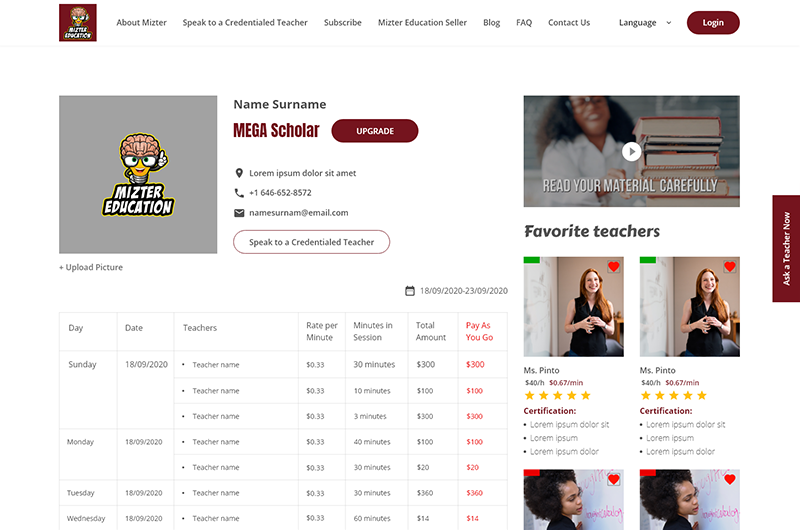 MIZTER
EDUCATION
About Mizter
Speak to a Credentialed Teacher
Subscribe
Mizter Education Seller
Blog
FAQ
Contact Us
Language
Login
MIZTER
EDUCATION
+ Upload Picture
Name Surname
MEGA Scholar
UPGRADE
Lorem ipsum dolor sit amet
+1 646-652-8572
namesurnam@email.com
Speak to a Credentialed Teacher
18/09/2020-23/09/2020
Day Date Teachers Rate per Minute Minutes in Session Total Amount Pay As You Go
Sunday 18/09/2020 • Teacher name $0.33 30 minutes $300 $300
• Teacher name $0.33 10 minutes $100 $100
• Teacher name $0.33 3 minutes $300 $300
Monday 18/09/2020 • Teacher name $0.33 40 minutes $100 $100
• Teacher name $0.33 30 minutes $20 $20
Tuesday 18/09/2020 • Teacher name $0.33 30 minutes $360 $360
Wednesday 18/09/2020 • Teacher name $0.33 60 minutes $14 $14
READ YOUR MATERIAL CAREFULLY
Favorite teachers
Ms. Pinto
$40/h $0.67/min
Certification:
• Lorem ipsum dolor sit
• Lorem ipsum
• Lorem ipsum dolor
Ms. Pinto
$40/h $0.67/min
Certification:
• Lorem ipsum dolor sit
• Lorem ipsum
• Lorem ipsum dolor
Ask a Teacher Now